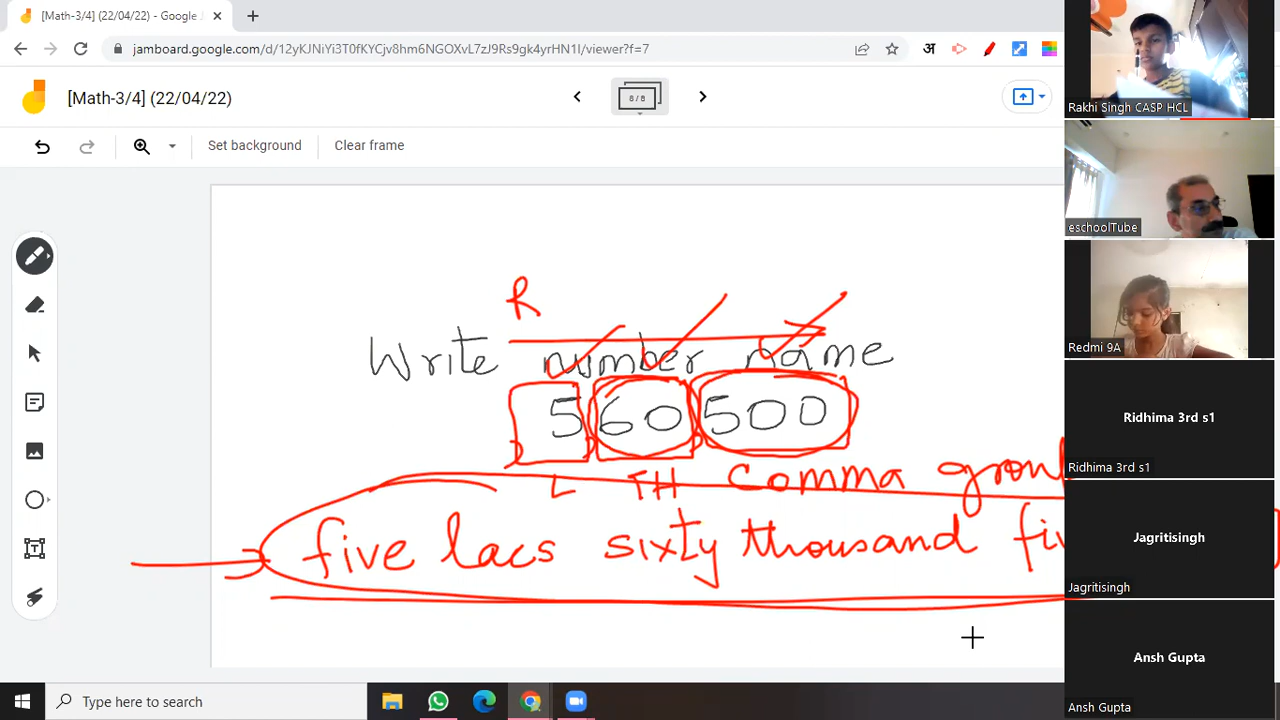 [Math-3/4] (22/04/22) - Google J
jamboard.google.com/d/12yKJNiYi3TDtKYCjv8hm6NGOXvL7zJ9Rs9gk4yrHN1I/viewer?f=7
अ
[Math-3/4] (22/04/22)
8/8
Set background
Clear frame
R
Write number name
5 60 500
L TH Comma
five lacs sixty thousand
Rakhi Singh CASP HCL
eschoolTube
Redmi 9A
Ridhima 3rd s1
Ridhima 3rd s1
Jagritisingh
Jagritisingh
Ansh Gupta
Ansh Gupta
Type here to search